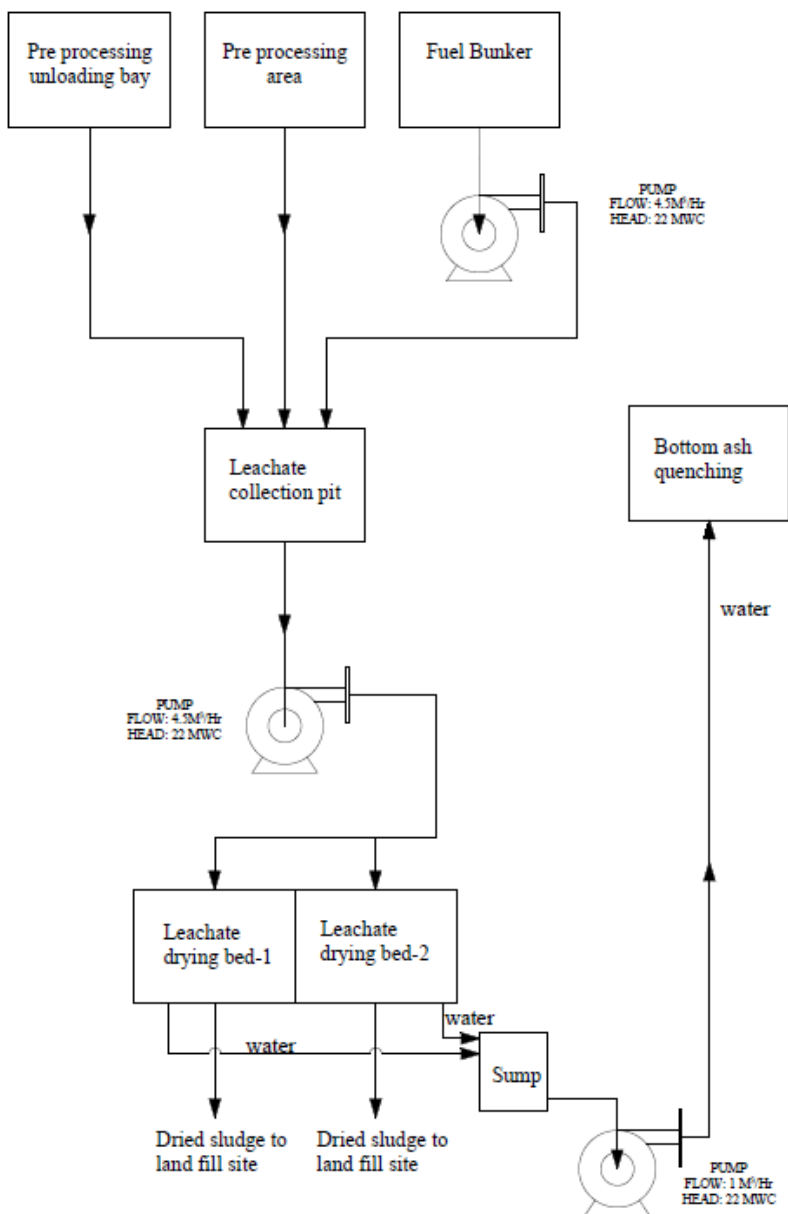 Pre processing
unloading bay
Pre processing
area
Fuel Bunker
PUMP
FLOW: 4.5M³/Hr
HEAD: 22 MWC
Leachate
collection pit
Bottom ash
quenching
water
PUMP
FLOW: 4.5M³/Hr
HEAD: 22 MWC
Leachate
drying bed-1
Leachate
drying bed-2
water
water
Sump
Dried sludge to
land fill site
Dried sludge to
land fill site
PUMP
FLOW: 1 M³/Hr
HEAD: 22 MWC